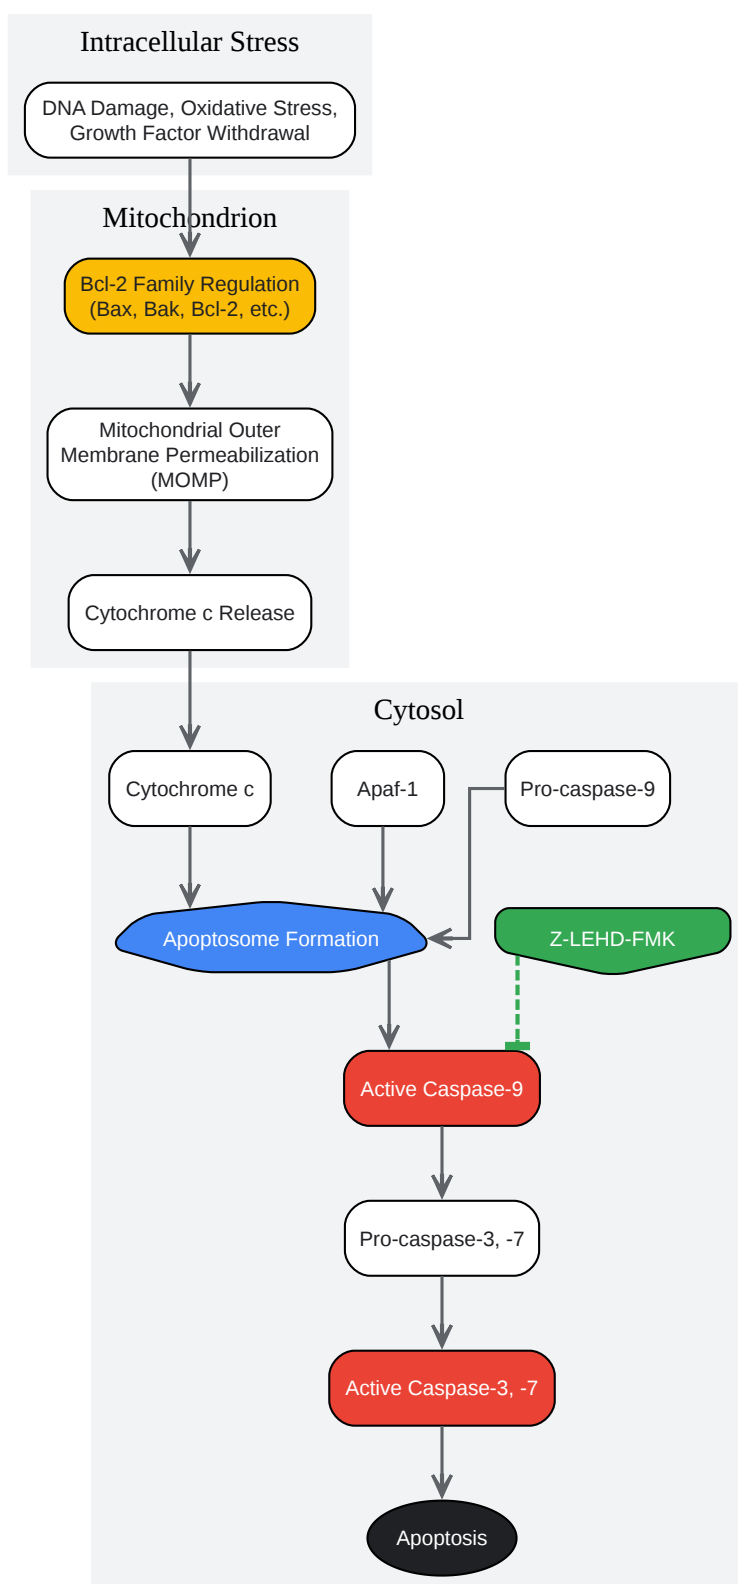 Intracellular Stress
DNA Damage, Oxidative Stress,
Growth Factor Withdrawal
Mitochondrion
Bcl-2 Family Regulation
(Bax, Bak, Bcl-2, etc.)
Mitochondrial Outer
Membrane Permeabilization
(MOMP)
Cytochrome c Release
Cytosol
Cytochrome c
Apaf-1
Pro-caspase-9
Apoptosome Formation
Z-LEHD-FMK
Active Caspase-9
Pro-caspase-3, -7
Active Caspase-3, -7
Apoptosis